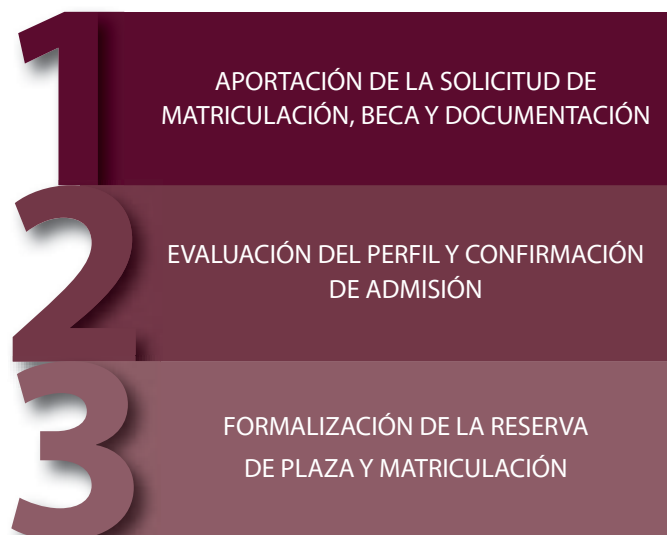 1
APORTACIÓN DE LA SOLICITUD DE
MATRICULACIÓN, BECA Y DOCUMENTACIÓN
2
EVALUACIÓN DEL PERFIL Y CONFIRMACIÓN
DE ADMISIÓN
3
FORMALIZACIÓN DE LA RESERVA
DE PLAZA Y MATRICULACIÓN